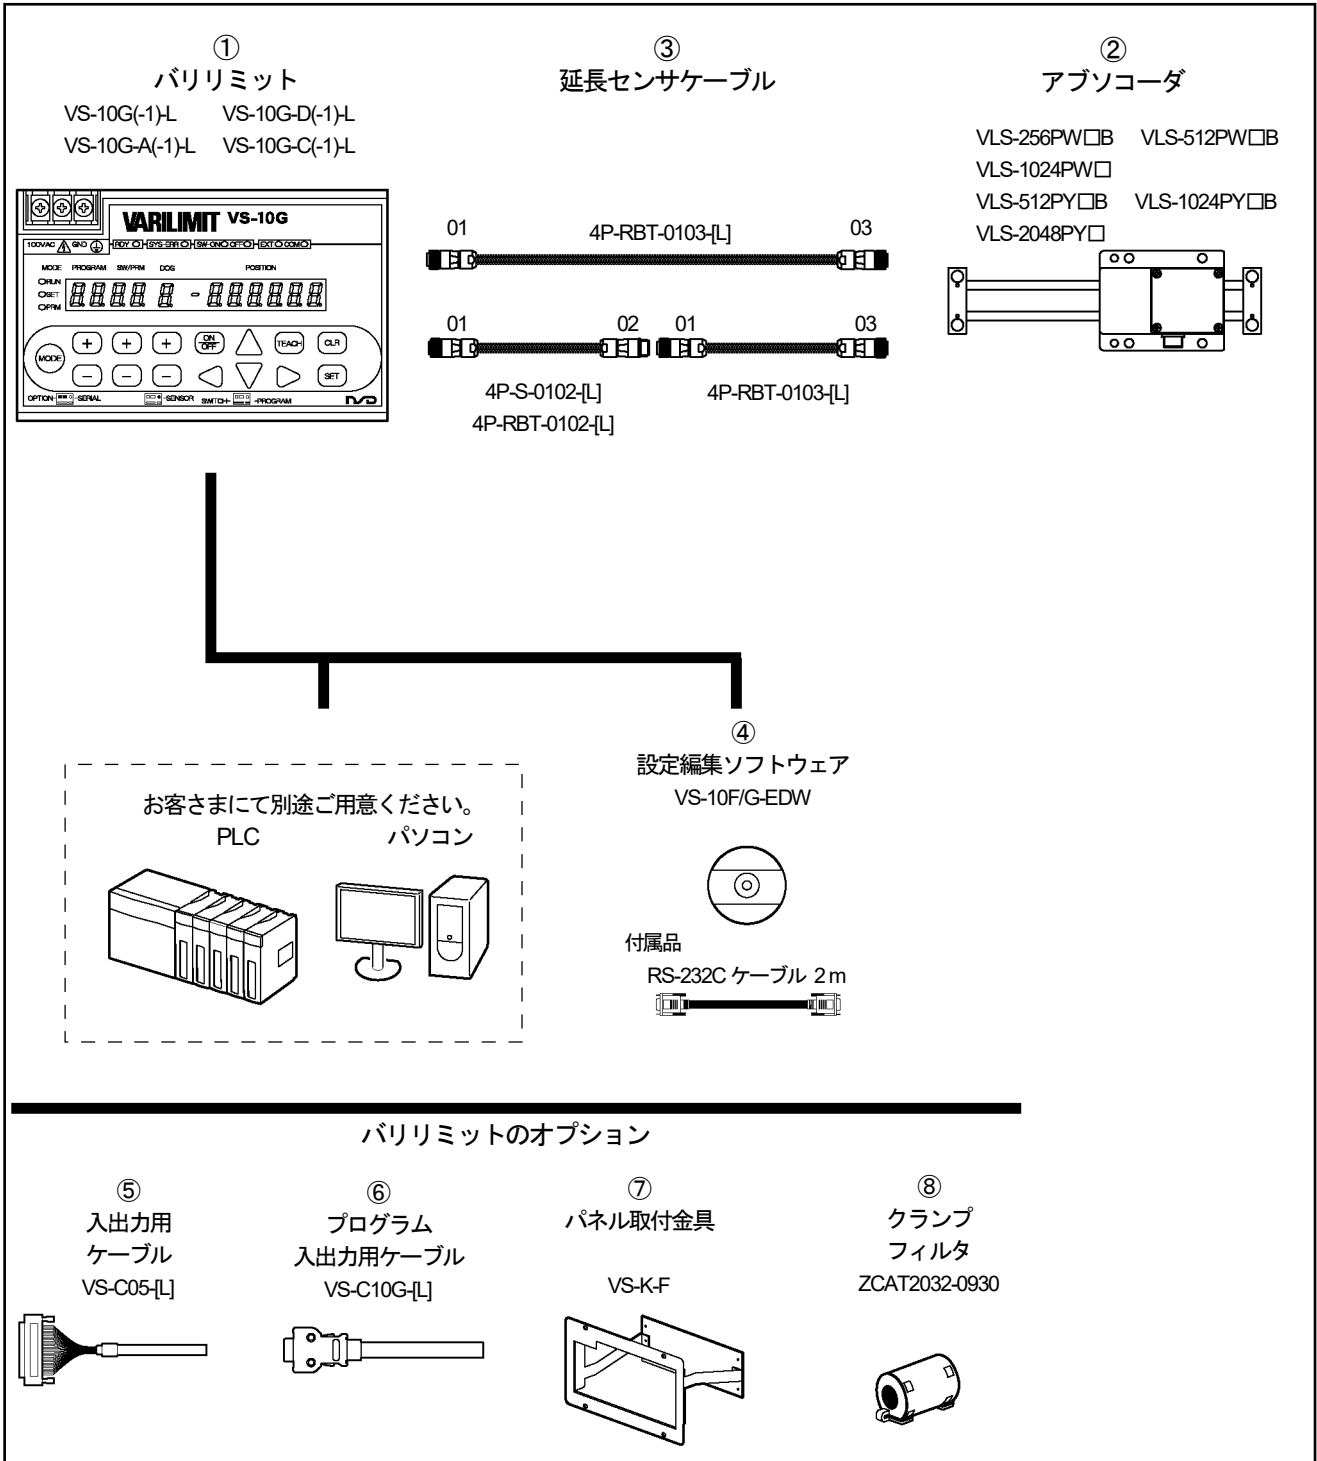 ①
バリリミット
VS-10G(-1)-L VS-10G-D(-1)-L
VS-10G-A(-1)-L VS-10G-C(-1)-L
③
延長センサケーブル
②
アブソコーダ
VLS-256PW□B VLS-512PW□B
VLS-1024PW□
VLS-512PY□B VLS-1024PY□B
VLS-2048PY□
VARILIMIT VS-10G
100VAC GND RDY SYS-ERR SW-ON OFF EXT COM
MODE PROGRAM SW/PRM DOG POSITION
RUN
SET
PRM
MODE
+ + + ON OFF TEACH CLR
− − − SET
OPTION SERIAL SENSOR SWITCH PROGRAM NSD
01 4P-RBT-0103-[L] 03
01 02 01 03
4P-S-0102-[L] 4P-RBT-0103-[L]
4P-RBT-0102-[L]
お客さまにて別途ご用意ください。
PLC パソコン
④
設定編集ソフトウェア
VS-10F/G-EDW
付属品
RS-232C ケーブル 2m
バリリミットのオプション
⑤
入出力用
ケーブル
VS-C05-[L]
⑥
プログラム
入出力用ケーブル
VS-C10G-[L]
⑦
パネル取付金具
VS-K-F
⑧
クランプ
フィルタ
ZCAT2032-0930